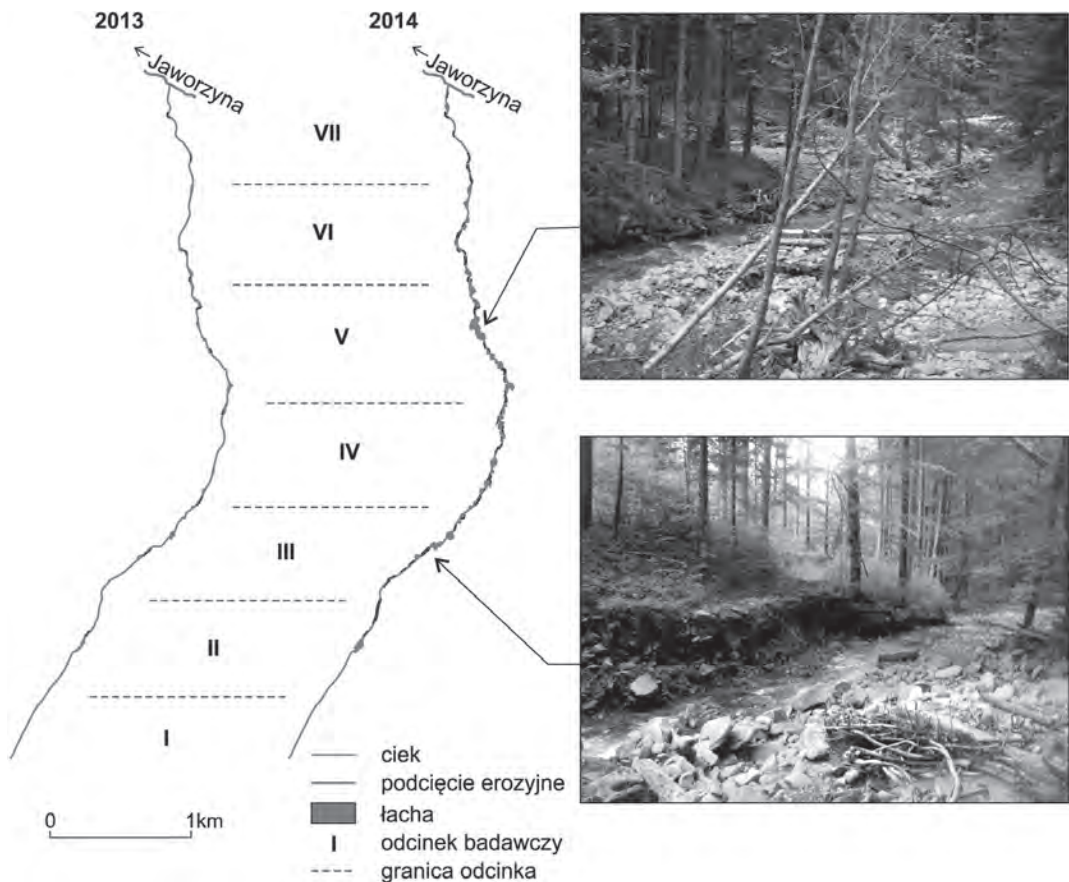 2013
2014
←Jaworzyna
←Jaworzyna
VII
VI
V
IV
III
II
I
ciek
podcięcie erozyjne
łacha
I odcinek badawczy
granica odcinka
0 1km